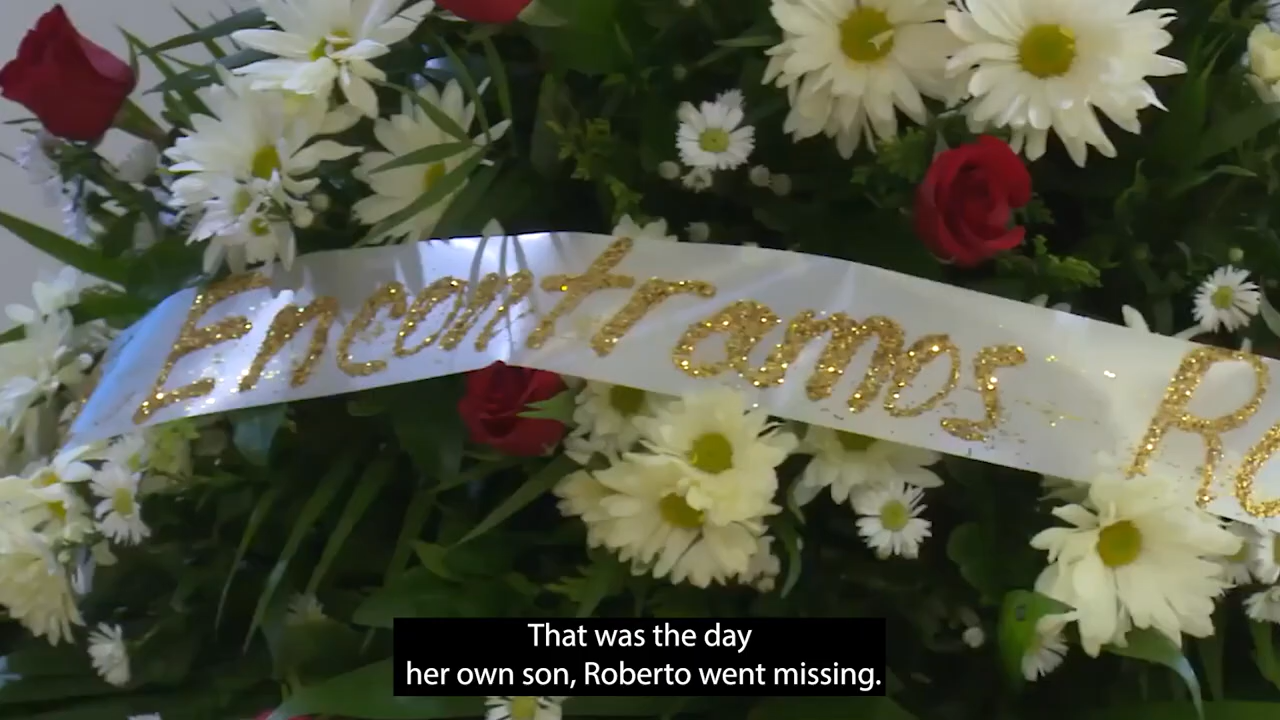 Encontramos
That was the day
her own son, Roberto went missing.